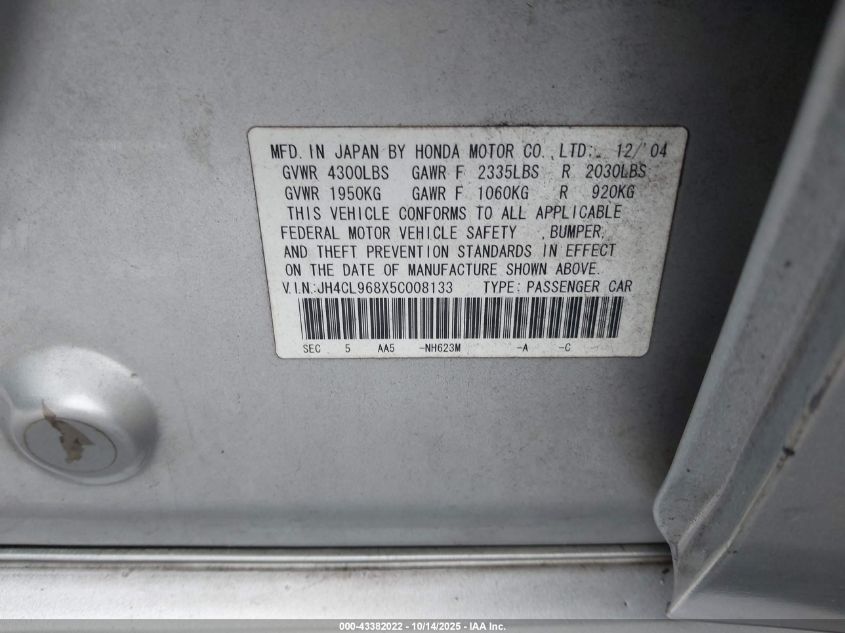 MFD. IN JAPAN BY HONDA MOTOR CO., LTD. 12/'04
GVWR 4300LBS GAWR F 2335LBS R 2030LBS
GVWR 1950KG GAWR F 1060KG R 920KG
THIS VEHICLE CONFORMS TO ALL APPLICABLE
FEDERAL MOTOR VEHICLE SAFETY , BUMPER,
AND THEFT PREVENTION STANDARDS IN EFFECT
ON THE DATE OF MANUFACTURE SHOWN ABOVE.
V.I.N.:JH4CL968X5C008133 TYPE: PASSENGER CAR
SEC 5 AA5 -NH623M -A -C
000-43382022 - 10/14/2025 - IAA Inc.